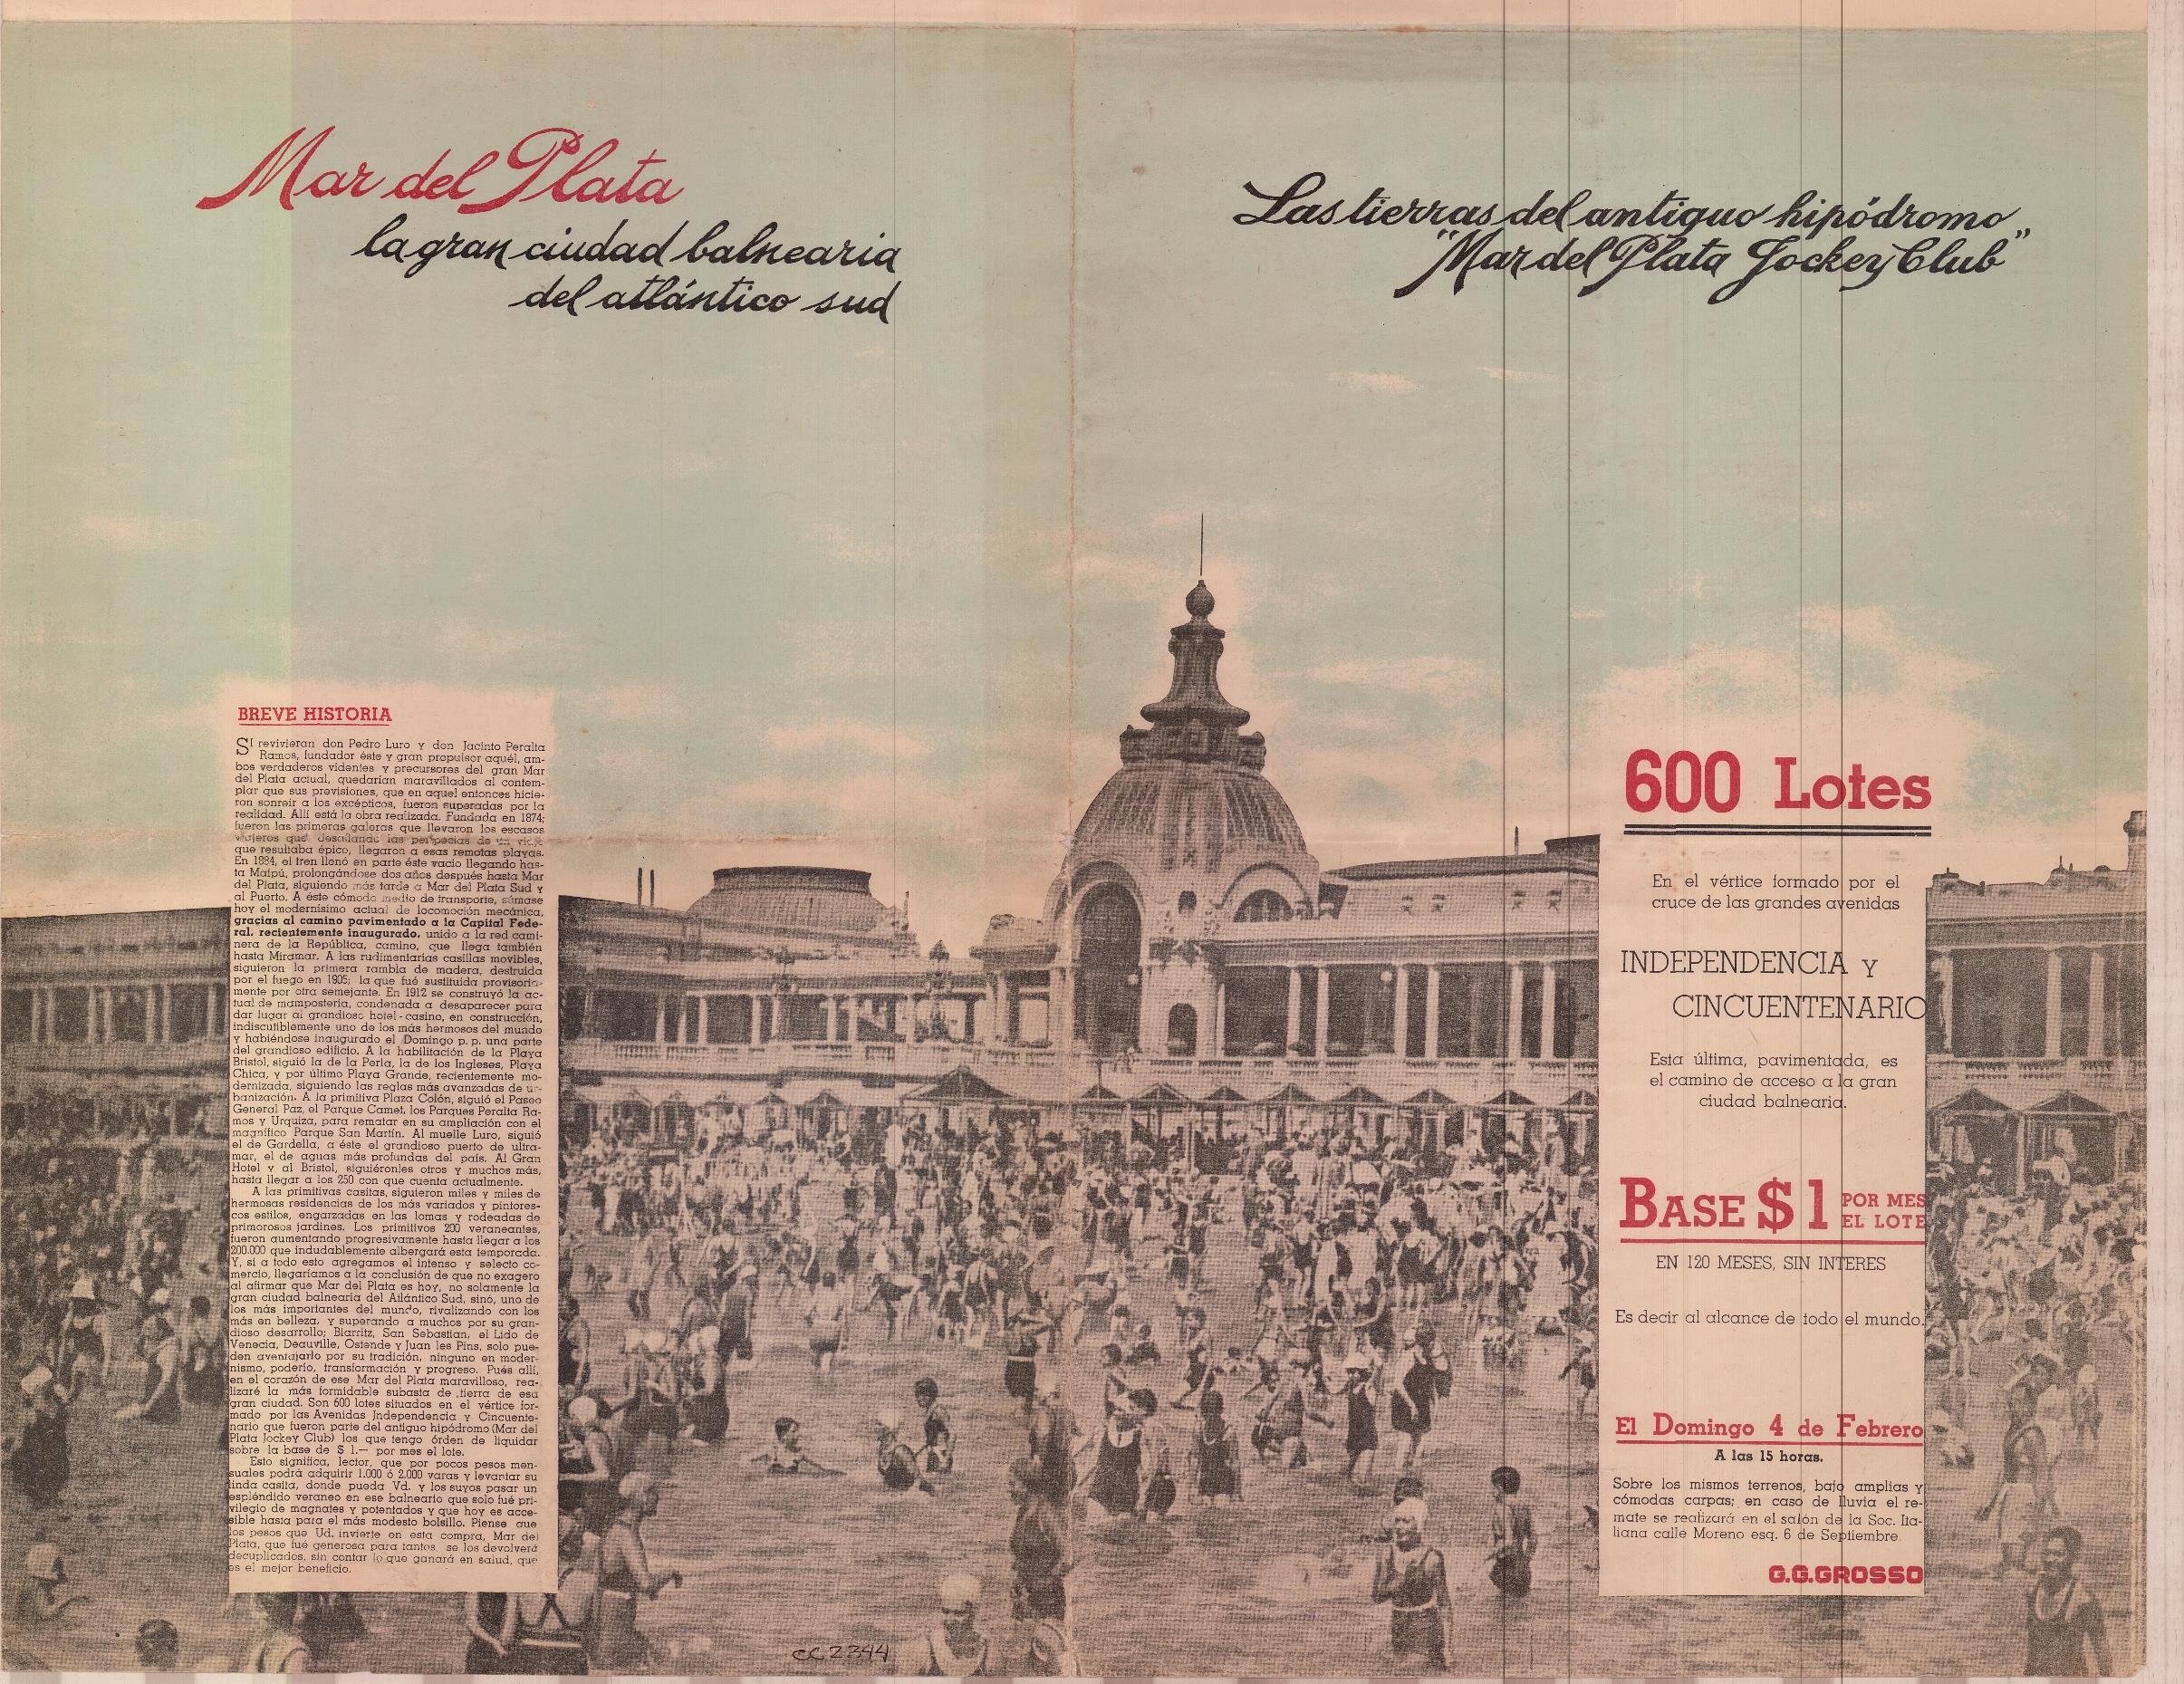 Mar del Plata
la gran ciudad balnearia
del atlántico sud
BREVE HISTORIA
SI revivieran don Pedro Luro y don Jacinto Peralta
Ramos, fundador éste y gran propulsor aquél, am-
bos verdaderos videntes y precursores del gran Mar
del Plata actual, quedarían maravillados al contem-
plar que sus previsiones, que en aquel entonces hicie-
ron sonreir a los excépticos, fueron superadas por la
realidad. Allí está la obra realizada. Fundada en 1874;
fueron las primeras galeras que llevaron los escasos
viajeros que desafiando las peripecias de un viaje
que resultaba épico, llegaron a esas remotas playas.
En 1884, el tren llenó en parte éste vacío llegando has-
ta Maipú, prolongándose dos años después hasta Mar
del Plata, siguiendo más tarde a Mar del Plata Sud y
al Puerto. A éste cómodo medio de transporte, súmase
hoy el modernísimo actual de locomoción mecánica,
gracias al camino pavimentado a la Capital Fede-
ral, recientemente inaugurado, unido a la red cami-
nera de la República, camino, que llega también
hasta Miramar. A las rudimentarias casillas movibles,
siguieron la primera rambla de madera, destruida
por el fuego en 1905; la que fué sustituida provisoria-
mente por otra semejante. En 1912 se construyó la ac-
tual de mampostería, condenada a desaparecer para
dar lugar al grandioso hotel-casino, en construcción,
indiscutiblemente uno de los más hermosos del mundo
y habiéndose inaugurado el Domingo p. p. una parte
del grandioso edificio. A la habilitación de la Playa
Bristol, siguió la de la Perla, la de los Ingleses, Playa
Chica, y por último Playa Grande, recientemente mo-
dernizada, siguiendo las reglas más avanzadas de ur-
banización. A la primitiva Plaza Colón, siguió el Paseo
General Paz, el Parque Camet, los Parques Peralta Ra-
mos y Urquiza, para rematar en su ampliación con el
magnífico Parque San Martín. Al muelle Luro, siguió
el de Gardella, a éste el grandioso puerto de ultra-
mar, el de aguas más profundas del país. Al Gran
Hotel y al Bristol, siguiéronles otros y muchos más,
hasta llegar a los 250 con que cuenta actualmente.
A las primitivas casitas, siguieron miles y miles de
hermosas residencias de los más variados y pintores-
cos estilos, engarzadas en las lomas y rodeadas de
primorosos jardines. Los primitivos 200 veraneantes,
fueron aumentando progresivamente hasta llegar a los
200.000 que indudablemente albergará esta temporada.
Y, si a todo esto agregamos el intenso y selecto co-
mercio, llegaríamos a la conclusión de que no exagero
al afirmar que Mar del Plata es hoy, no solamente la
gran ciudad balnearia del Atlántico Sud, sinó, uno de
los más importantes del mundo, rivalizando con los
más en belleza, y superando a muchos por su gran-
dioso desarrollo; Biarritz, San Sebastian, el Lido de
Venecia, Deauville, Ostende y Juan les Pins, solo pue-
den aventajarlo por su tradición, ninguno en moder-
nismo, poderío, transformación y progreso. Pués allí,
en el corazón de ese Mar del Plata maravilloso, rea-
lizaré la más formidable subasta de tierra de esa
gran ciudad. Son 600 lotes situados en el vértice for-
mado por las Avenidas Independencia y Cincuente-
nario que fueron parte del antiguo hipódromo (Mar del
Plata Jockey Club) los que tengo órden de liquidar
sobre la base de $ 1.— por mes el lote.
Esto significa, lector, que por pocos pesos men-
suales podrá adquirir 1.000 ó 2.000 varas y levantar su
linda casita, donde pueda Vd. y los suyos pasar un
espléndido veraneo en ese balneario que solo fué pri-
vilegio de magnates y potentados y que hoy es acce-
sible hasta para el más modesto bolsillo. Piense que
los pesos que Ud. invierte en esta compra, Mar del
Plata, que fué generosa para tantos, se los devolverá
decuplicados, sin contar lo que ganará en salud, que
es el mejor beneficio.
Las tierras del antiguo hipódromo
"Mar del Plata Jockey Club"
600 Lotes
En el vértice formado por el
cruce de las grandes avenidas
INDEPENDENCIA Y
CINCUENTENARIO
Esta última, pavimentada, es
el camino de acceso a la gran
ciudad balnearia.
BASE $ 1 POR MES
EL LOTE
EN 120 MESES, SIN INTERES
Es decir al alcance de todo el mundo.
El Domingo 4 de Febrero
A las 15 horas.
Sobre los mismos terrenos, bajo amplias y
cómodas carpas; en caso de lluvia el re-
mate se realizará en el salón de la Soc. Ita-
liana calle Moreno esq. 6 de Septiembre.
G.G.GROSSO
CC 2344